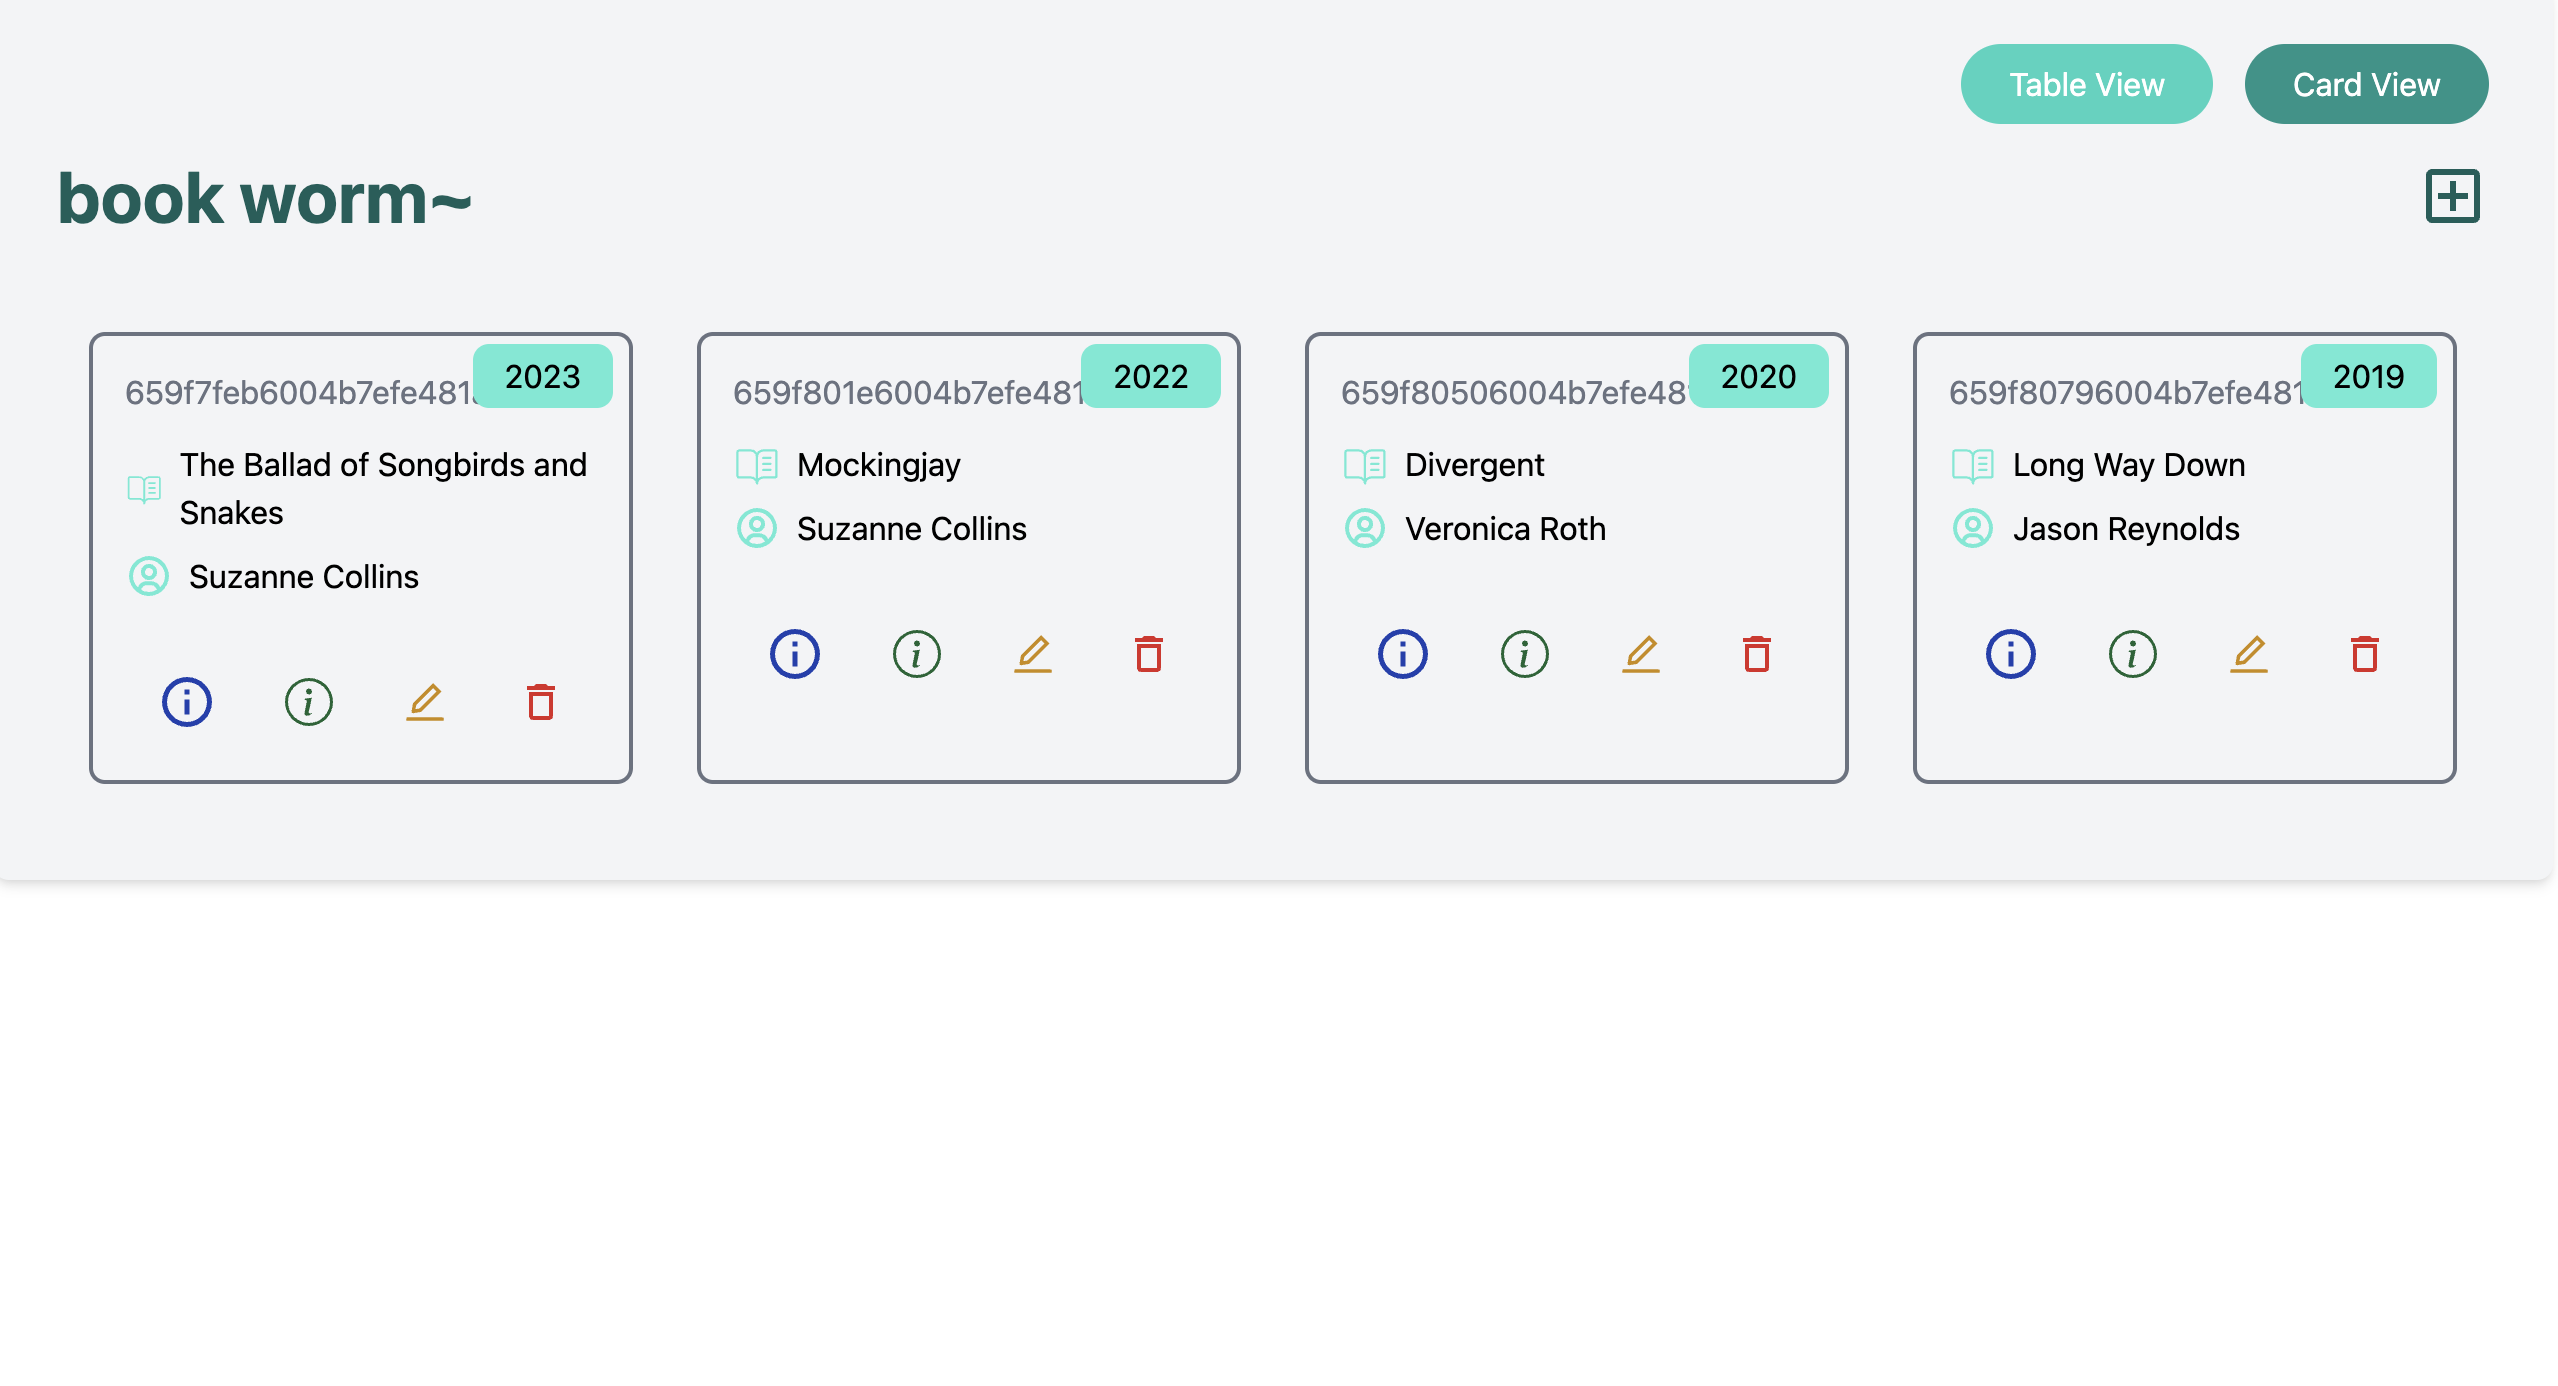 Table View
Card View
book worm~
659f7feb6004b7efe481
2023
The Ballad of Songbirds and
Snakes
Suzanne Collins
659f801e6004b7efe481
2022
Mockingjay
Suzanne Collins
659f80506004b7efe48
2020
Divergent
Veronica Roth
659f80796004b7efe481
2019
Long Way Down
Jason Reynolds